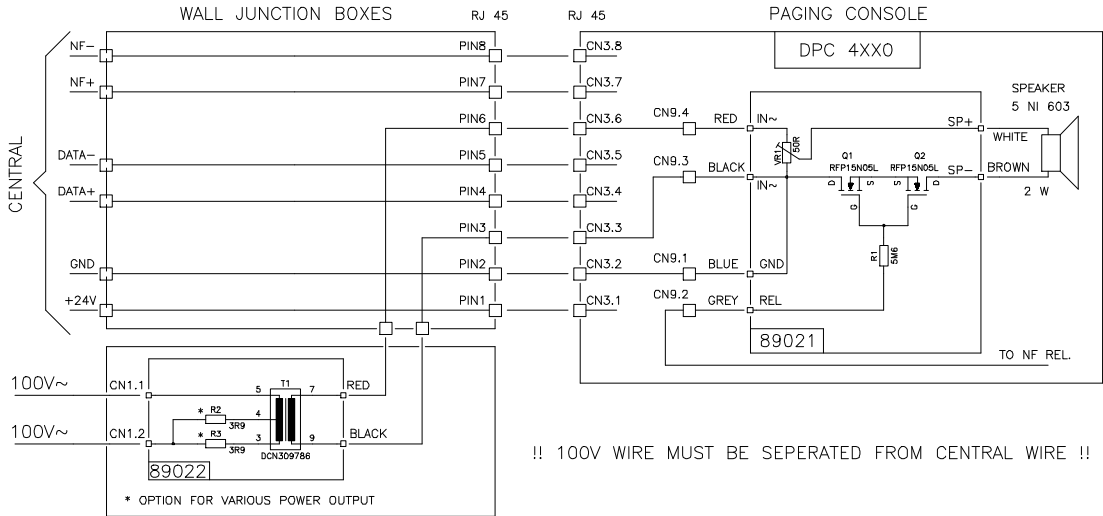 WALL JUNCTION BOXES
RJ 45
RJ 45
PAGING CONSOLE
DPC 4XX0
CENTRAL
NF-
PIN8
CN3.8
NF+
PIN7
CN3.7
PIN6
CN3.6
CN9.4
RED
IN~
DATA-
PIN5
CN3.5
CN9.3
BLACK
IN~
DATA+
PIN4
CN3.4
PIN3
CN3.3
GND
PIN2
CN3.2
CN9.1
BLUE
GND
+24V
PIN1
CN3.1
CN9.2
GREY
REL
VR1
50R
Q1
RFP15N05L
D
S
G
Q2
RFP15N05L
S
D
G
R1
5M6
SP+
WHITE
SP-
BROWN
SPEAKER
5 NI 603
2 W
89021
TO NF REL.
100V~
CN1.1
5
T1
7
RED
* R2
3R9
4
100V~
CN1.2
* R3
3R9
3
9
BLACK
DCN309786
89022
* OPTION FOR VARIOUS POWER OUTPUT
!! 100V WIRE MUST BE SEPERATED FROM CENTRAL WIRE !!